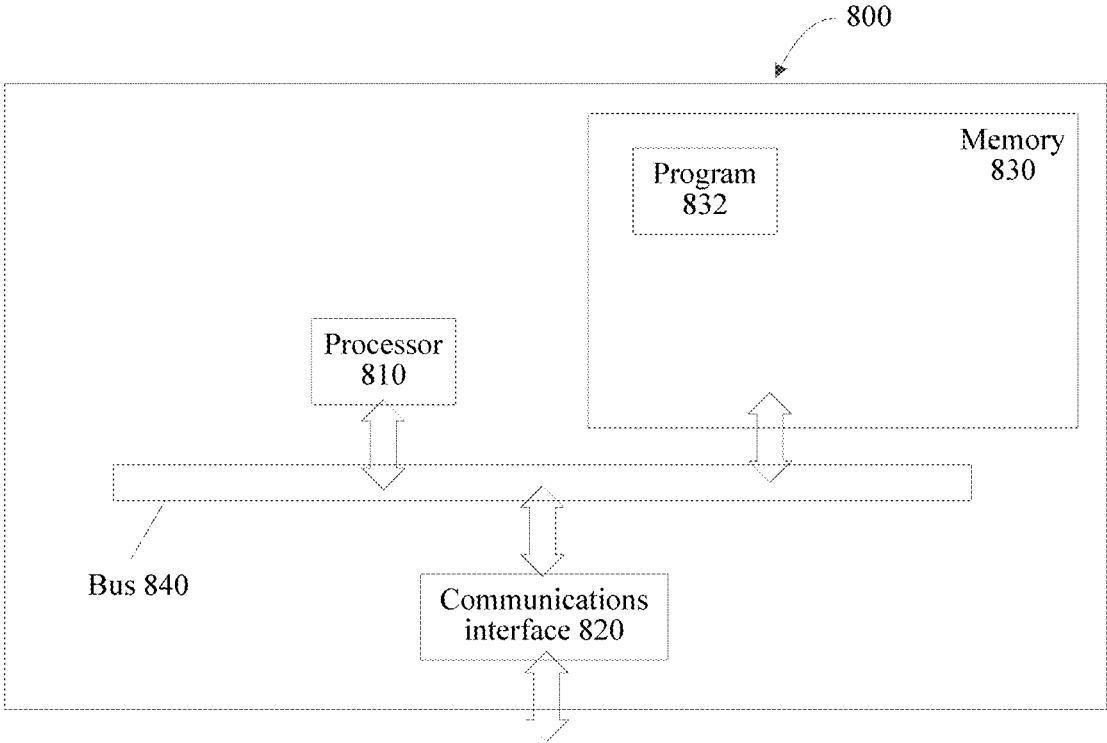 800
Memory
830
Program
832
Processor
810
Bus 840
Communications
interface 820